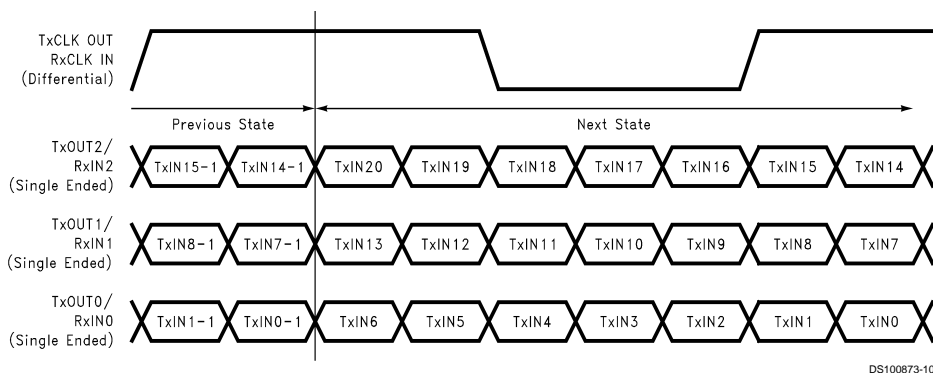 TxCLK OUT
RxCLK IN
(Differential)
Previous State
Next State
TxOUT2/
RxIN2
(Single Ended)
TxIN15-1 TxIN14-1 TxIN20 TxIN19 TxIN18 TxIN17 TxIN16 TxIN15 TxIN14
TxOUT1/
RxIN1
(Single Ended)
TxIN8-1 TxIN7-1 TxIN13 TxIN12 TxIN11 TxIN10 TxIN9 TxIN8 TxIN7
TxOUT0/
RxIN0
(Single Ended)
TxIN1-1 TxIN0-1 TxIN6 TxIN5 TxIN4 TxIN3 TxIN2 TxIN1 TxIN0
DS100873-10